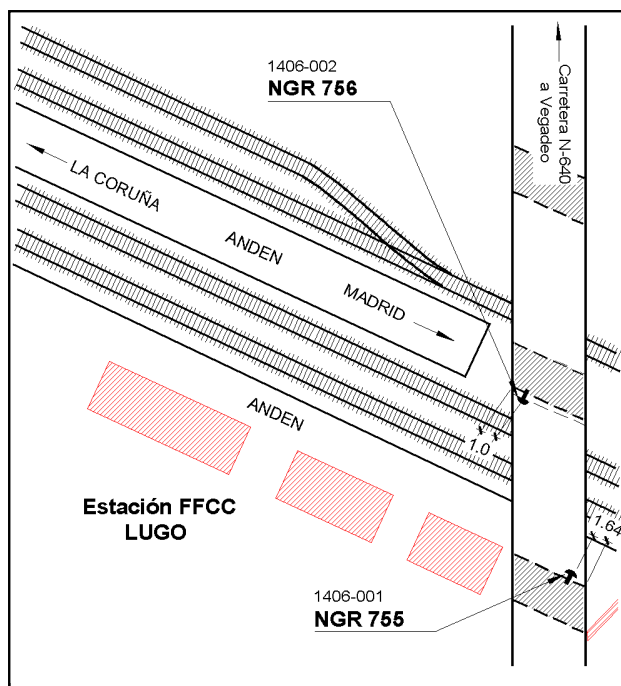 1406-002
NGR 756
Carretera N-640
a Vegadeo
LA CORUÑA
ANDEN
MADRID
ANDEN
1.0
Estación FFCC
LUGO
1.64
1406-001
NGR 755